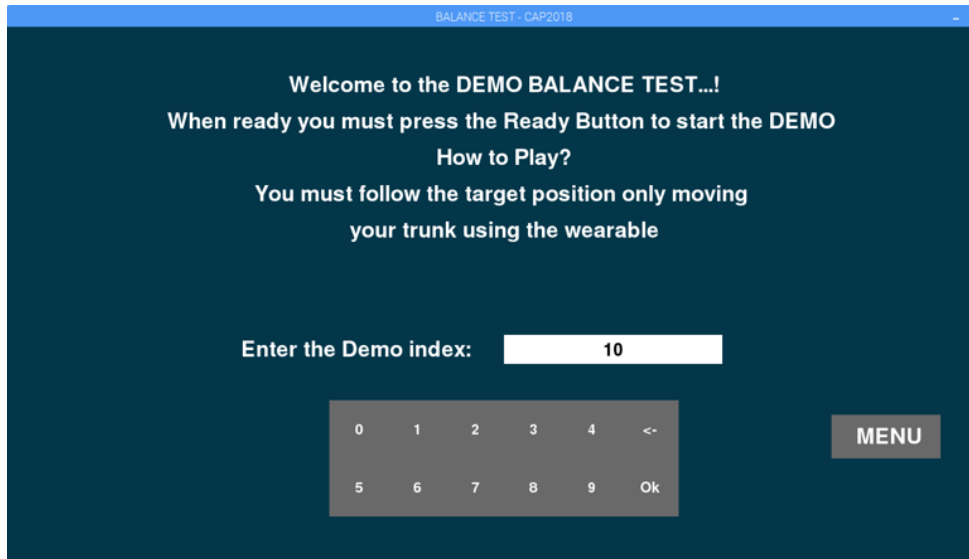 BALANCE TEST - CAP2018
Welcome to the DEMO BALANCE TEST...!
When ready you must press the Ready Button to start the DEMO
How to Play?
You must follow the target position only moving
your trunk using the wearable
Enter the Demo index: 10
0 1 2 3 4 <-
MENU
5 6 7 8 9 Ok